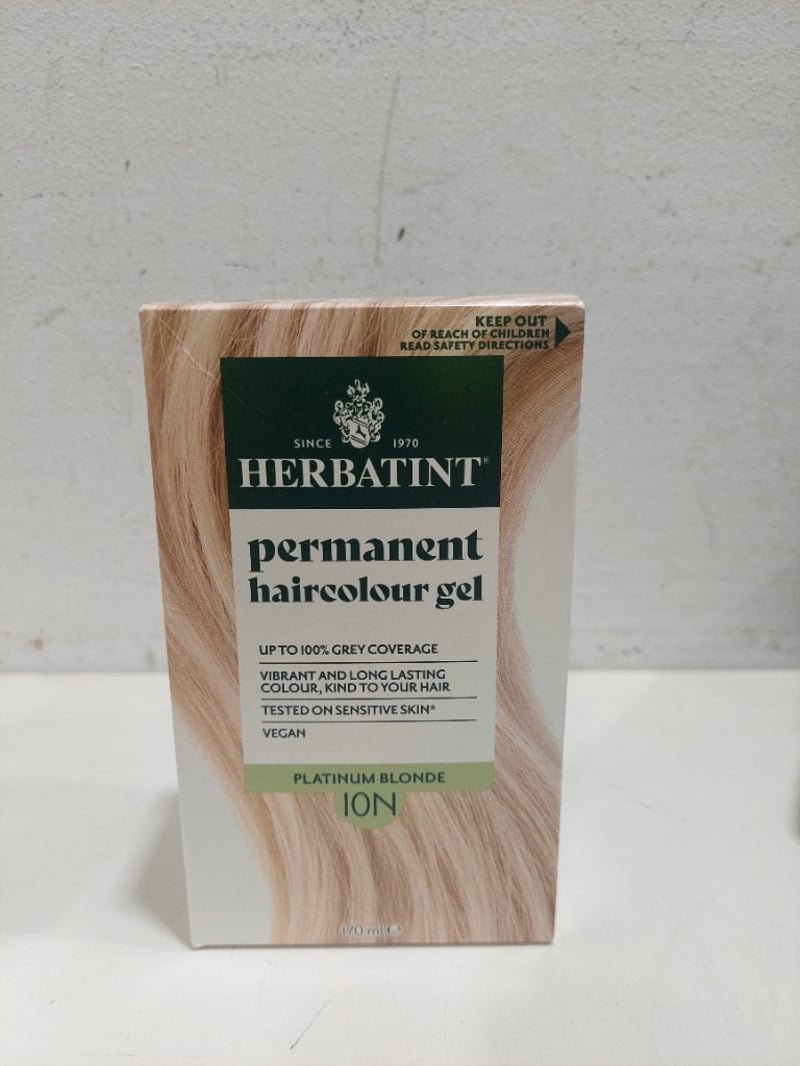 KEEP OUT
OF REACH OF CHILDREN
READ SAFETY DIRECTIONS
SINCE 1970
HERBATINT®
permanent
haircolour gel
UP TO 100% GREY COVERAGE
VIBRANT AND LONG LASTING
COLOUR, KIND TO YOUR HAIR
TESTED ON SENSITIVE SKIN*
VEGAN
PLATINUM BLONDE
10N
170 ml ℮